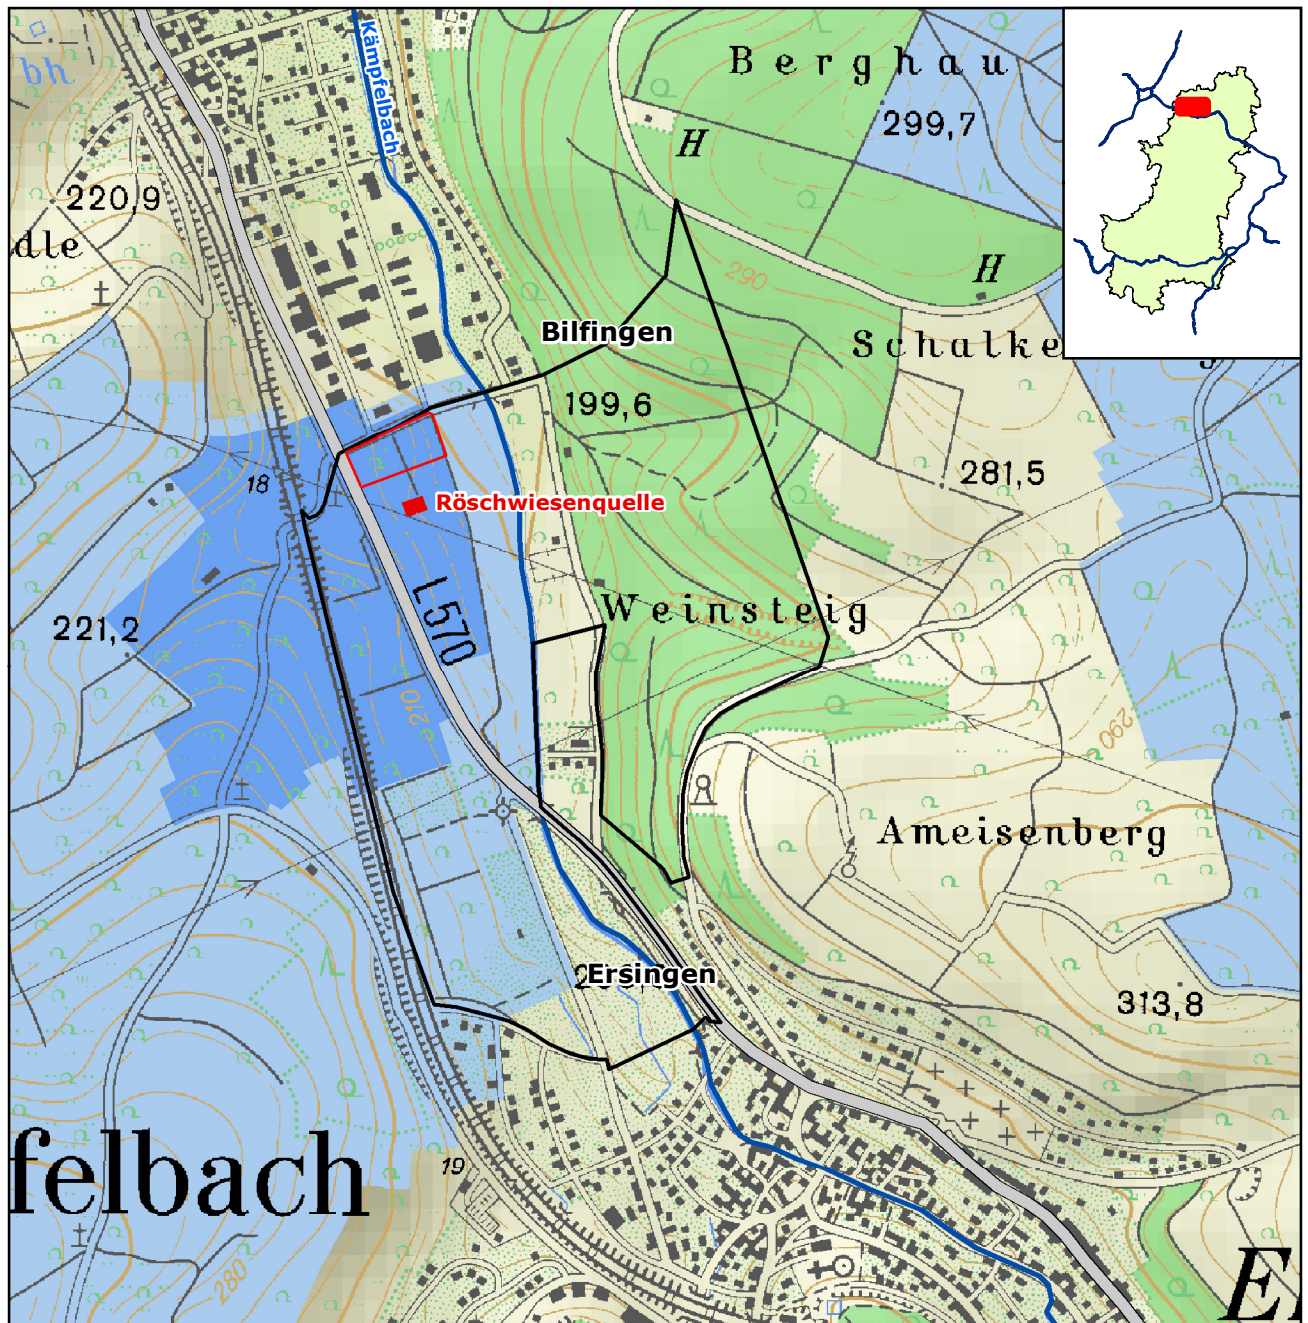 Kämpfelbach
bh
Berghau
299,7
H
220,9
dle
290
H
Bilfingen
Schalke
199,6
281,5
18
Röschwiesenquelle
Weinsteig
221,2
L 570
210
290
Ameisenberg
Ersingen
313,8
felbach
19
280
E